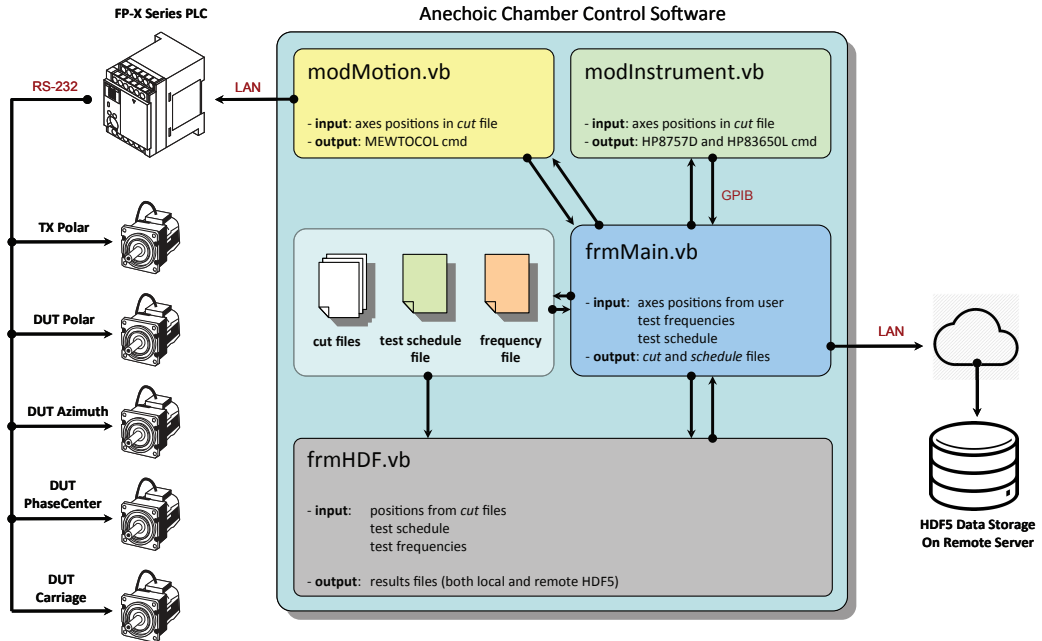 Anechoic Chamber Control Software
FP-X Series PLC
RS-232
LAN
modMotion.vb
- input: axes positions in cut file
- output: MEWTOCOL cmd
modInstrument.vb
- input: axes positions in cut file
- output: HP8757D and HP83650L cmd
GPIB
TX Polar
DUT Polar
DUT Azimuth
DUT
PhaseCenter
DUT
Carriage
cut files
test schedule
file
frequency
file
frmMain.vb
- input: axes positions from user
test frequencies
test schedule
- output: cut and schedule files
LAN
frmHDF.vb
- input: positions from cut files
test schedule
test frequencies
- output: results files (both local and remote HDF5)
HDF5 Data Storage
On Remote Server